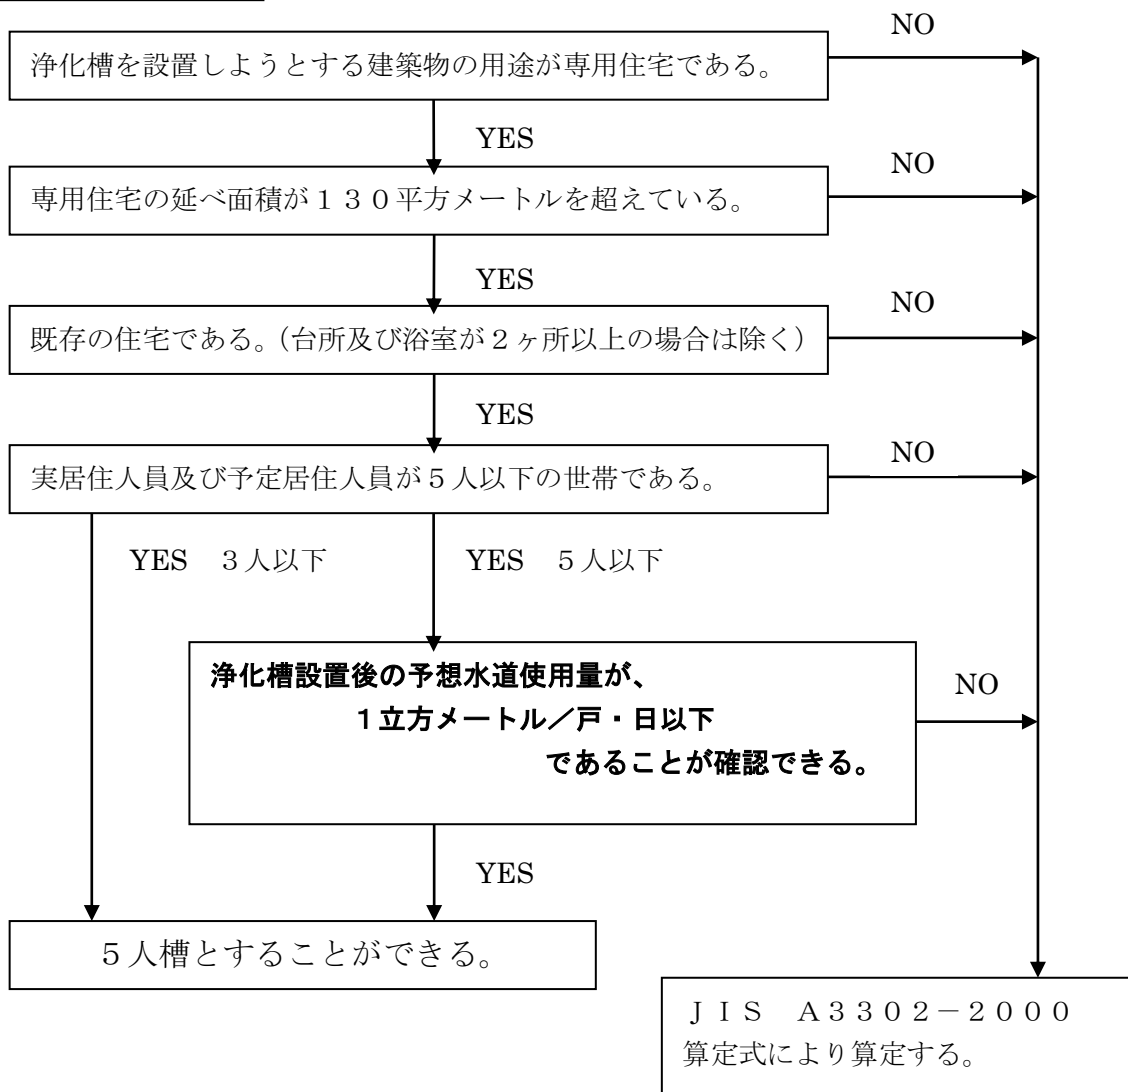 NO
浄化槽を設置しようとする建築物の用途が専用住宅である。
YES
NO
専用住宅の延べ面積が１３０平方メートルを超えている。
YES
NO
既存の住宅である。（台所及び浴室が２ヶ所以上の場合は除く）
YES
NO
実居住人員及び予定居住人員が５人以下の世帯である。
YES　３人以下
YES　５人以下
浄化槽設置後の予想水道使用量が、
１立方メートル／戸・日以下
であることが確認できる。
NO
YES
５人槽とすることができる。
ＪＩＳ　Ａ３３０２－２０００
算定式により算定する。